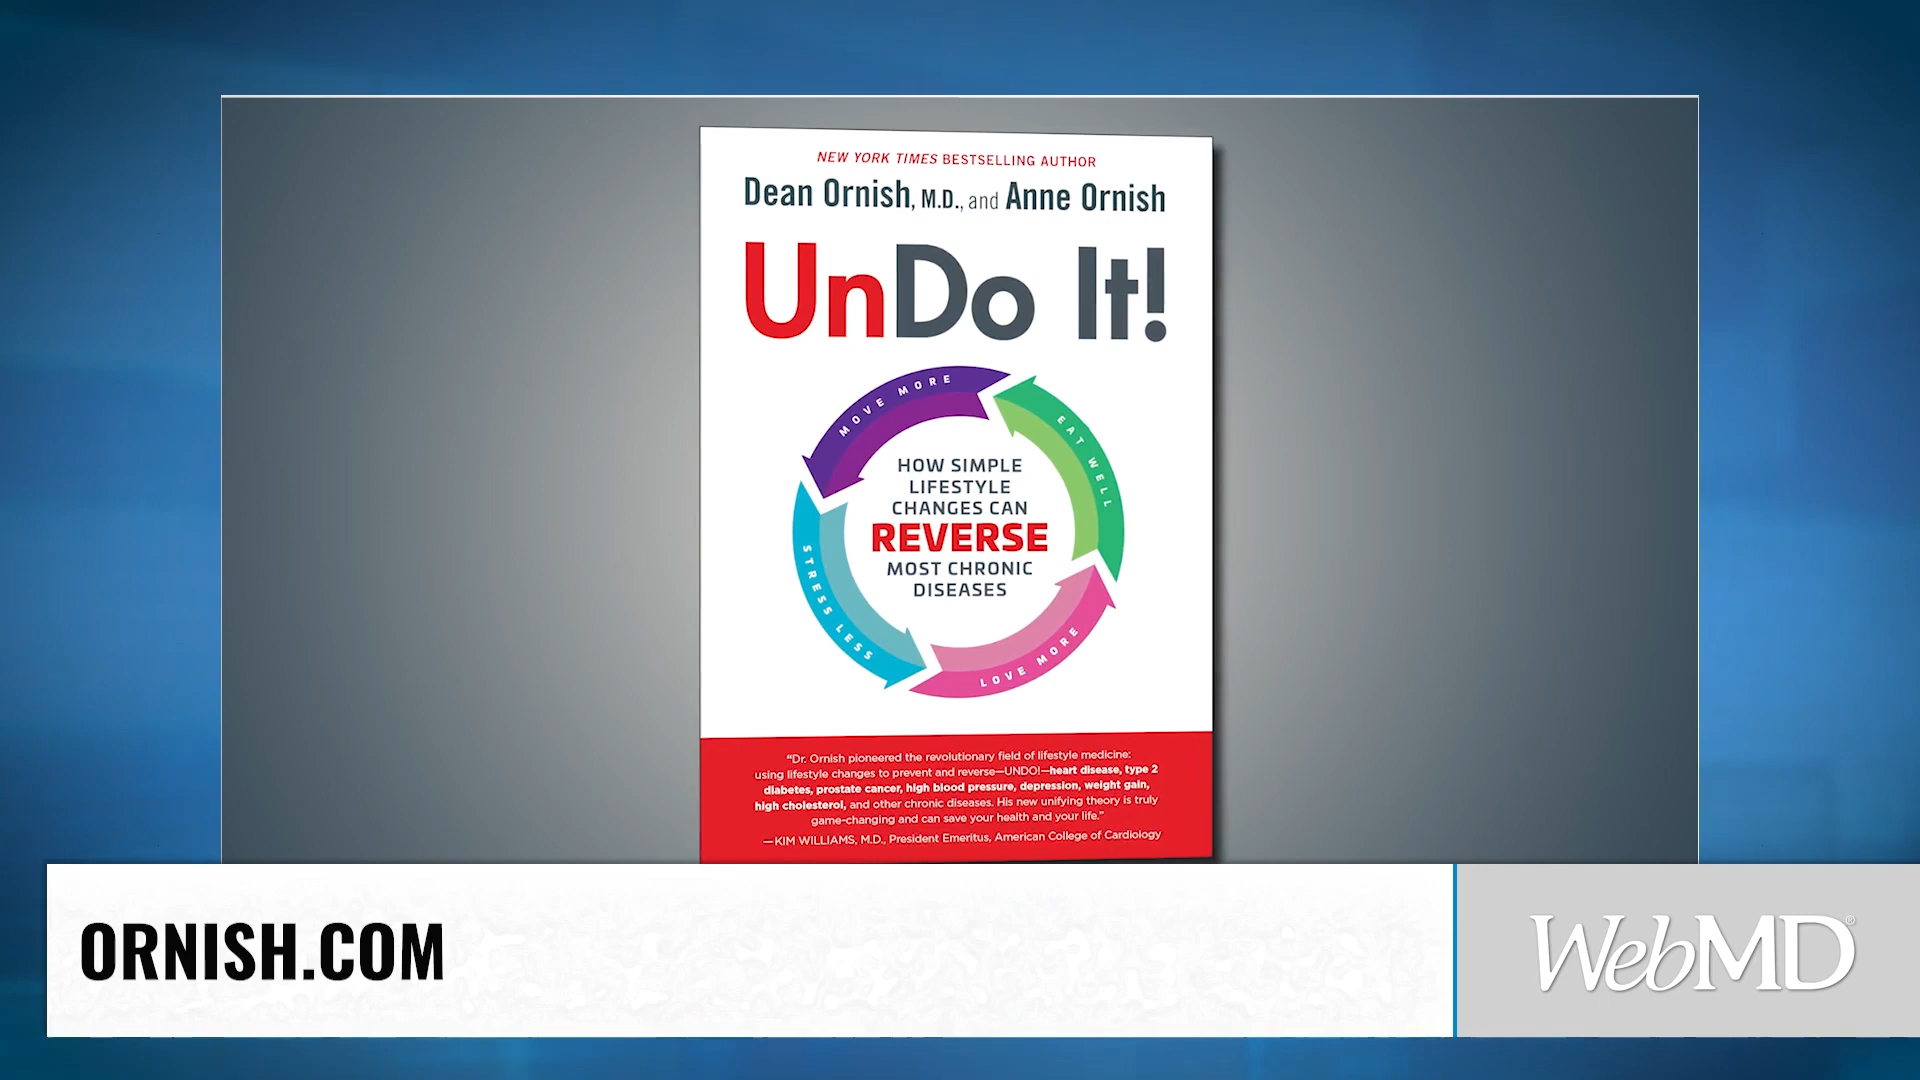 NEW YORK TIMES BESTSELLING AUTHOR
Dean Ornish, M.D., and Anne Ornish
UnDo It!
MOVE MORE
EAT WELL
STRESS LESS
LOVE MORE
HOW SIMPLE
LIFESTYLE
CHANGES CAN
REVERSE
MOST CHRONIC
DISEASES
“Dr. Ornish pioneered the revolutionary field of lifestyle medicine:
using lifestyle changes to prevent and reverse—UNDO!—heart disease, type 2
diabetes, prostate cancer, high blood pressure, depression, weight gain,
high cholesterol, and other chronic diseases. His new unifying theory is truly
game-changing and can save your health and your life.”
—KIM WILLIAMS, M.D., President Emeritus, American College of Cardiology
ORNISH.COM
WebMD®